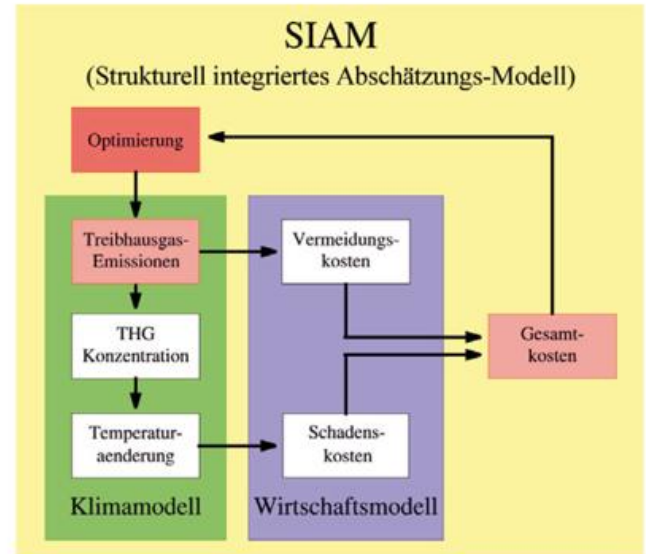 SIAM
(Strukturell integriertes Abschätzungs-Modell)
Optimierung
Treibhausgas-
Emissionen
Vermeidungs-
kosten
THG
Konzentration
Gesamt-
kosten
Temperatur-
aenderung
Schadens-
kosten
Klimamodell
Wirtschaftsmodell